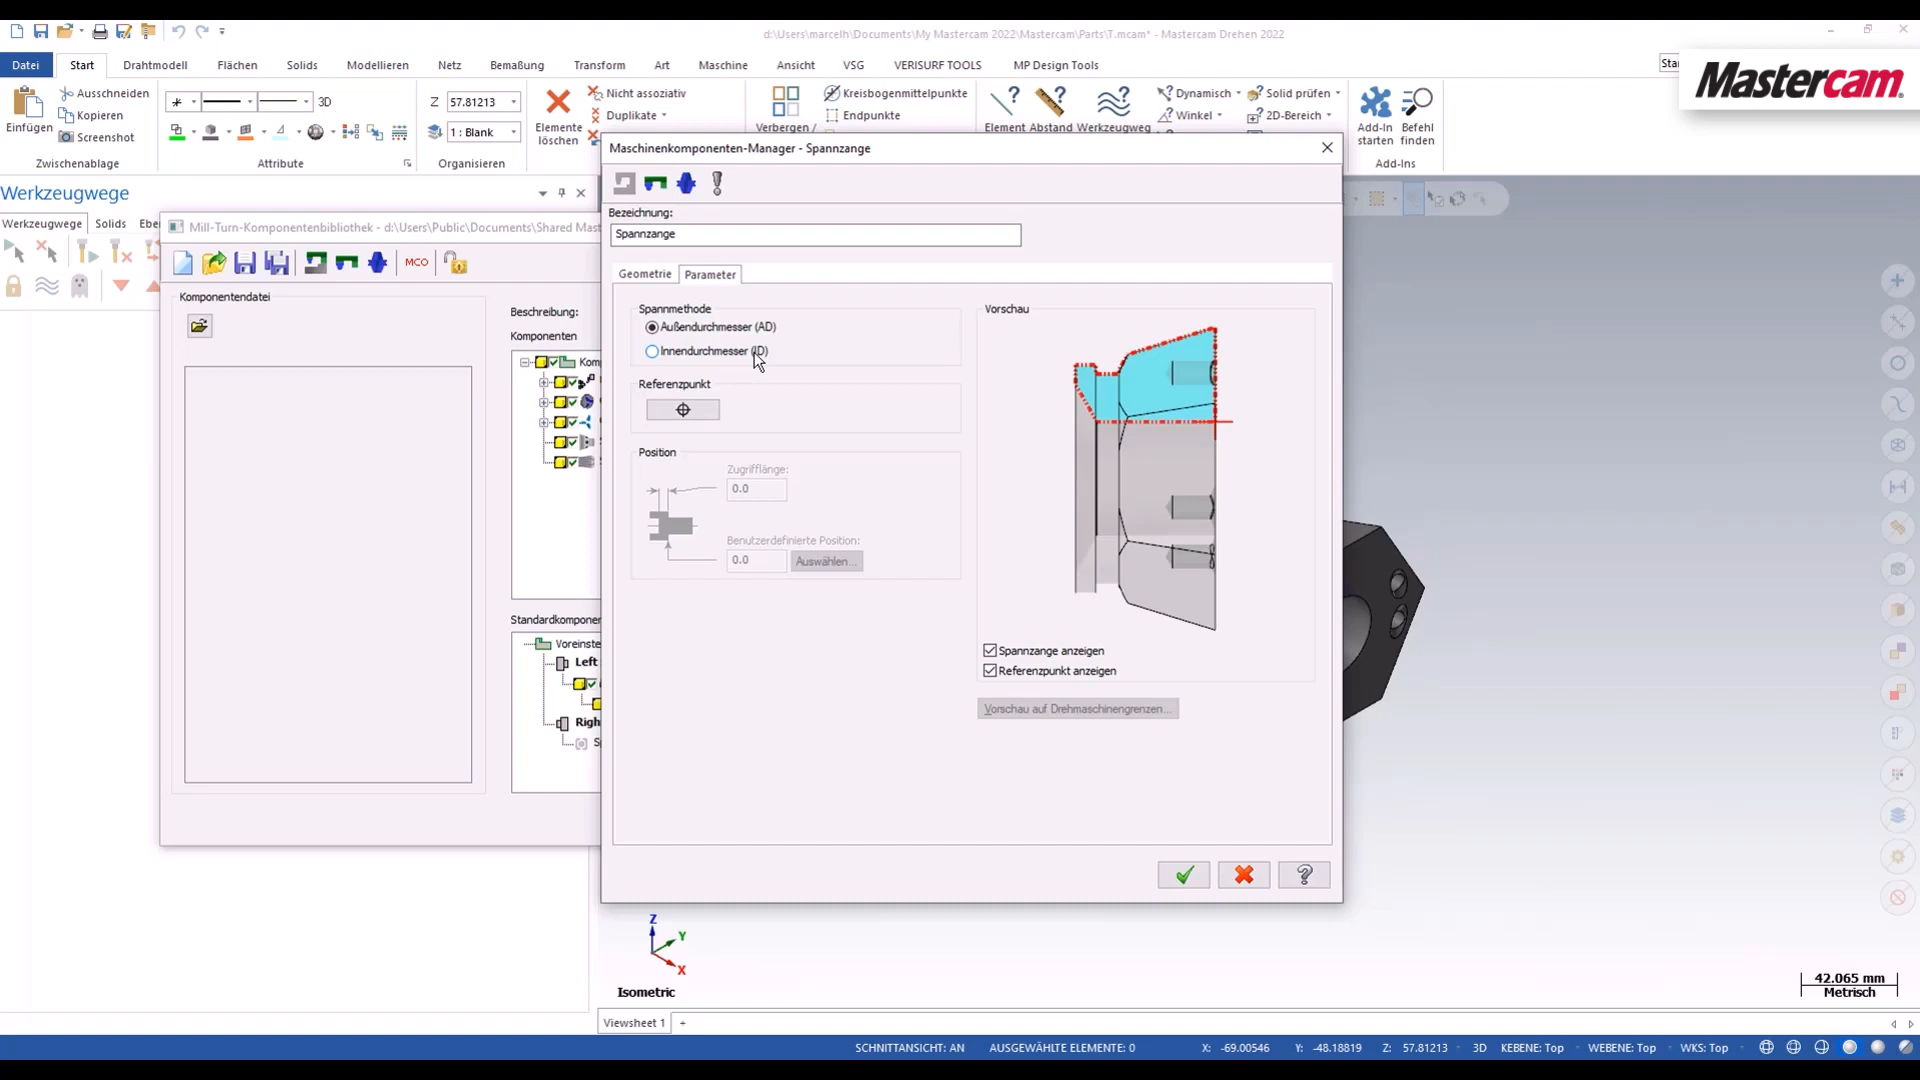 d:\Users\marcelh\Documents\My Mastercam 2022\Mastercam\Parts\T.mcam* - Mastercam Drehen 2022
Datei Start Drahtmodell Flächen Solids Modellieren Netz Bemaßung Transform Art Maschine Ansicht VSG VERISURF TOOLS MP Design Tools
Mastercam
Einfügen
Ausschneiden
Kopieren
Screenshot
Zwischenablage
3D
Attribute
Z 57.81213
1 : Blank
Organisieren
Elemente löschen
Nicht assoziativ
Duplikate
Verbergen /
Kreisbogenmittelpunkte
Endpunkte
Element Abstand Werkzeugweg
Dynamisch
Winkel
Solid prüfen
2D-Bereich
Add-In starten
Befehl finden
Add-Ins
Werkzeugwege
Werkzeugwege Solids Ebe
Mill-Turn-Komponentenbibliothek - d:\Users\Public\Documents\Shared Mas
MCO
Komponentendatei
Beschreibung:
Komponenten
Kom
Standardkomponen
Voreinste
Left
Righ
Maschinenkomponenten-Manager - Spannzange
Bezeichnung:
Spannzange
Geometrie Parameter
Spannmethode
Außendurchmesser (AD)
Innendurchmesser (ID)
Referenzpunkt
Position
Zugrifflänge:
0.0
Benutzerdefinierte Position:
0.0 Auswählen...
Vorschau
Spannzange anzeigen
Referenzpunkt anzeigen
Vorschau auf Drehmaschinengrenzen...
Z
Y
X
Isometric
42.065 mm
Metrisch
Viewsheet 1 +
SCHNITTANSICHT: AN AUSGEWÄHLTE ELEMENTE: 0 X: -69.00546 Y: -48.18819 Z: 57.81213 3D KEBENE: Top WEBENE: Top WKS: Top